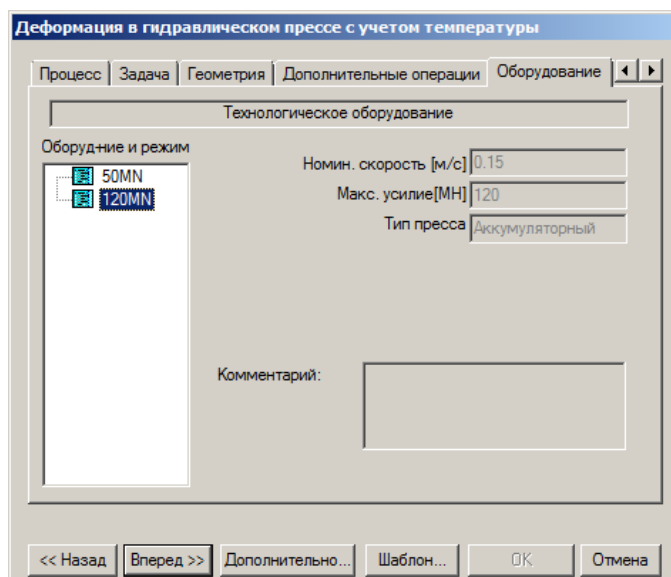 Деформация в гидравлическом прессе с учетом температуры
Процесс Задача Геометрия Дополнительные операции Оборудование
Технологическое оборудование
Оборуд-ние и режим
50MN
120MN
Номин. скорость [м/с] 0.15
Макс. усилие[МН] 120
Тип пресса Аккумуляторный
Комментарий:
<< Назад Вперед >> Дополнительно... Шаблон... OK Отмена